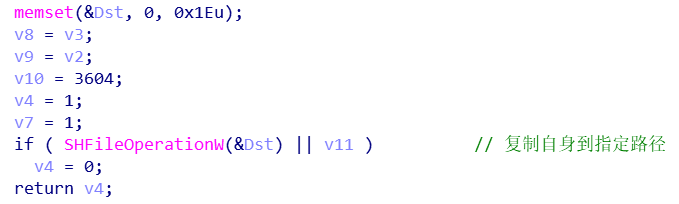 memset(&Dst, 0, 0x1Eu);
v8 = v3;
v9 = v2;
v10 = 3604;
v4 = 1;
v7 = 1;
if ( SHFileOperationW(&Dst) || v11 ) // 复制自身到指定路径
v4 = 0;
return v4;